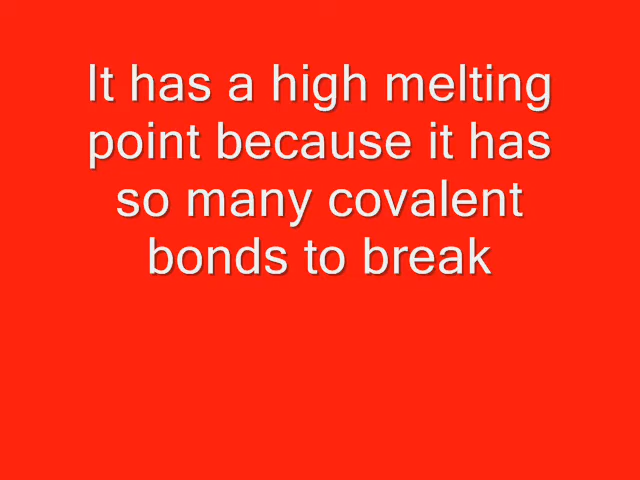 It has a high melting
point because it has
so many covalent
bonds to break